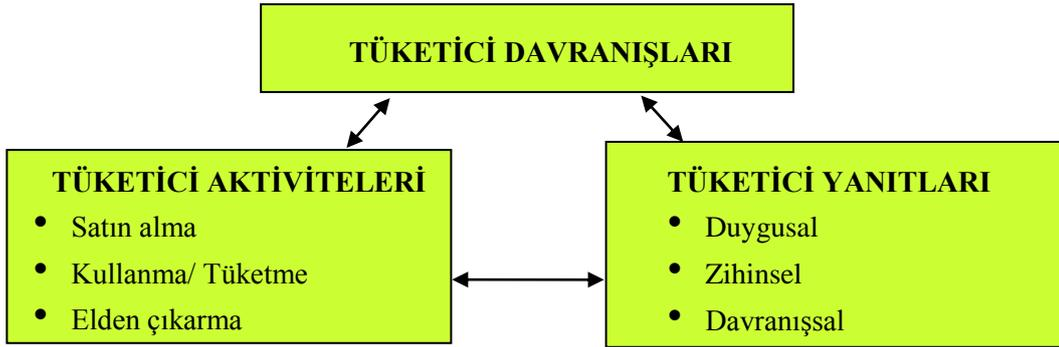 TÜKETİCİ DAVRANIŞLARI
TÜKETİCİ AKTİVİTELERİ
• Satın alma
• Kullanma/ Tüketme
• Elden çıkarma
TÜKETİCİ YANITLARI
• Duygusal
• Zihinsel
• Davranışsal